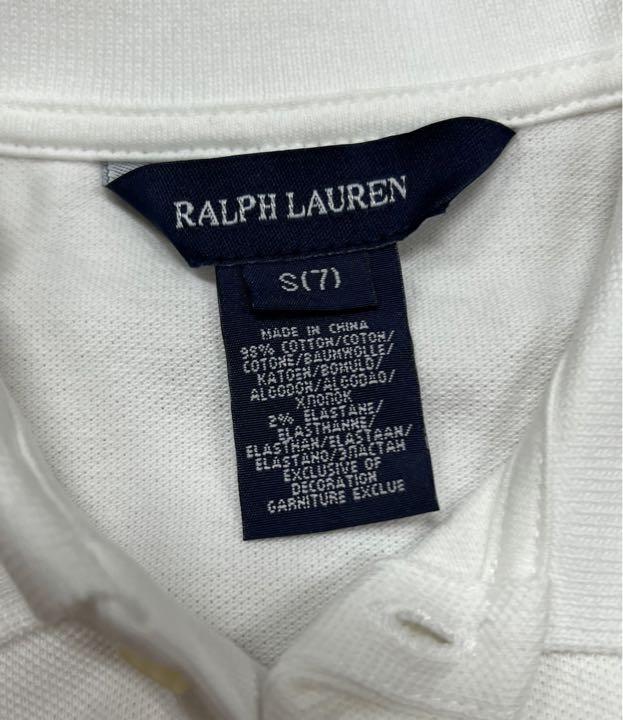 RALPH LAUREN
S(7)
MADE IN CHINA
98% COTTON/COTON/
COTONE/BAUMWOLLE/
KATOEN/BOMULD/
ALGODON/ALGODAO/
ХЛОПОК
2% ELASTANE/
ELASTHANNE/
ELASTHAN/ELASTAAN/
ELASTANO/ЭЛАСТАН
EXCLUSIVE OF
DECORATION
GARNITURE EXCLUE